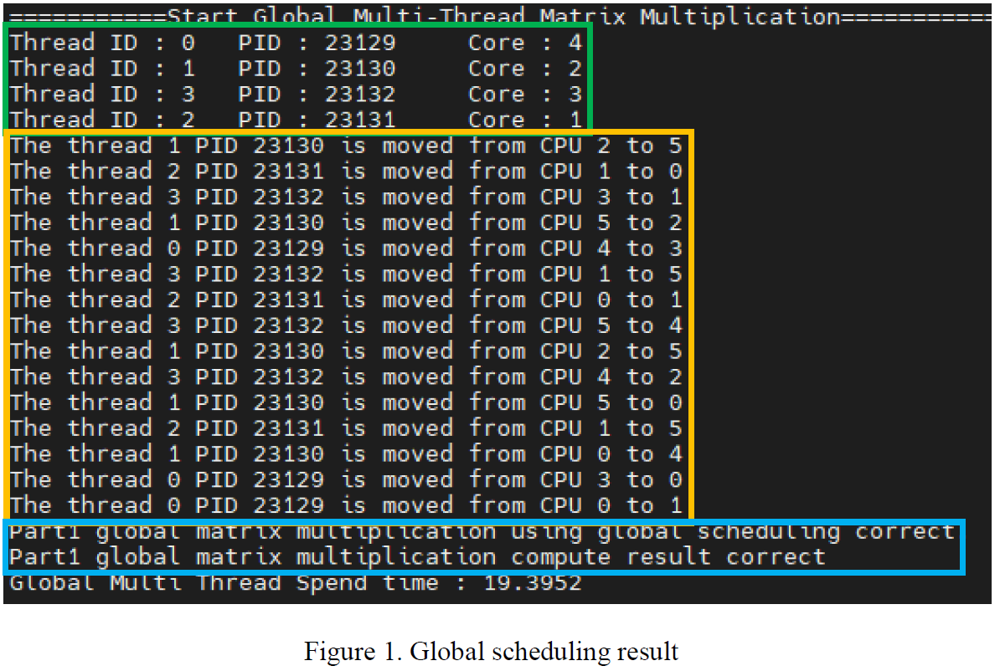 ===========Start Global Multi-Thread Matrix Multiplication===========
Thread ID : 0   PID : 23129     Core : 4
Thread ID : 1   PID : 23130     Core : 2
Thread ID : 3   PID : 23132     Core : 3
Thread ID : 2   PID : 23131     Core : 1
The thread 1 PID 23130 is moved from CPU 2 to 5
The thread 2 PID 23131 is moved from CPU 1 to 0
The thread 3 PID 23132 is moved from CPU 3 to 1
The thread 1 PID 23130 is moved from CPU 5 to 2
The thread 0 PID 23129 is moved from CPU 4 to 3
The thread 3 PID 23132 is moved from CPU 1 to 5
The thread 2 PID 23131 is moved from CPU 0 to 1
The thread 3 PID 23132 is moved from CPU 5 to 4
The thread 1 PID 23130 is moved from CPU 2 to 5
The thread 3 PID 23132 is moved from CPU 4 to 2
The thread 1 PID 23130 is moved from CPU 5 to 0
The thread 2 PID 23131 is moved from CPU 1 to 5
The thread 1 PID 23130 is moved from CPU 0 to 4
The thread 0 PID 23129 is moved from CPU 3 to 0
The thread 0 PID 23129 is moved from CPU 0 to 1
Part1 global matrix multiplication using global scheduling correct
Part1 global matrix multiplication compute result correct
Global Multi Thread Spend time : 19.3952
Figure 1. Global scheduling result